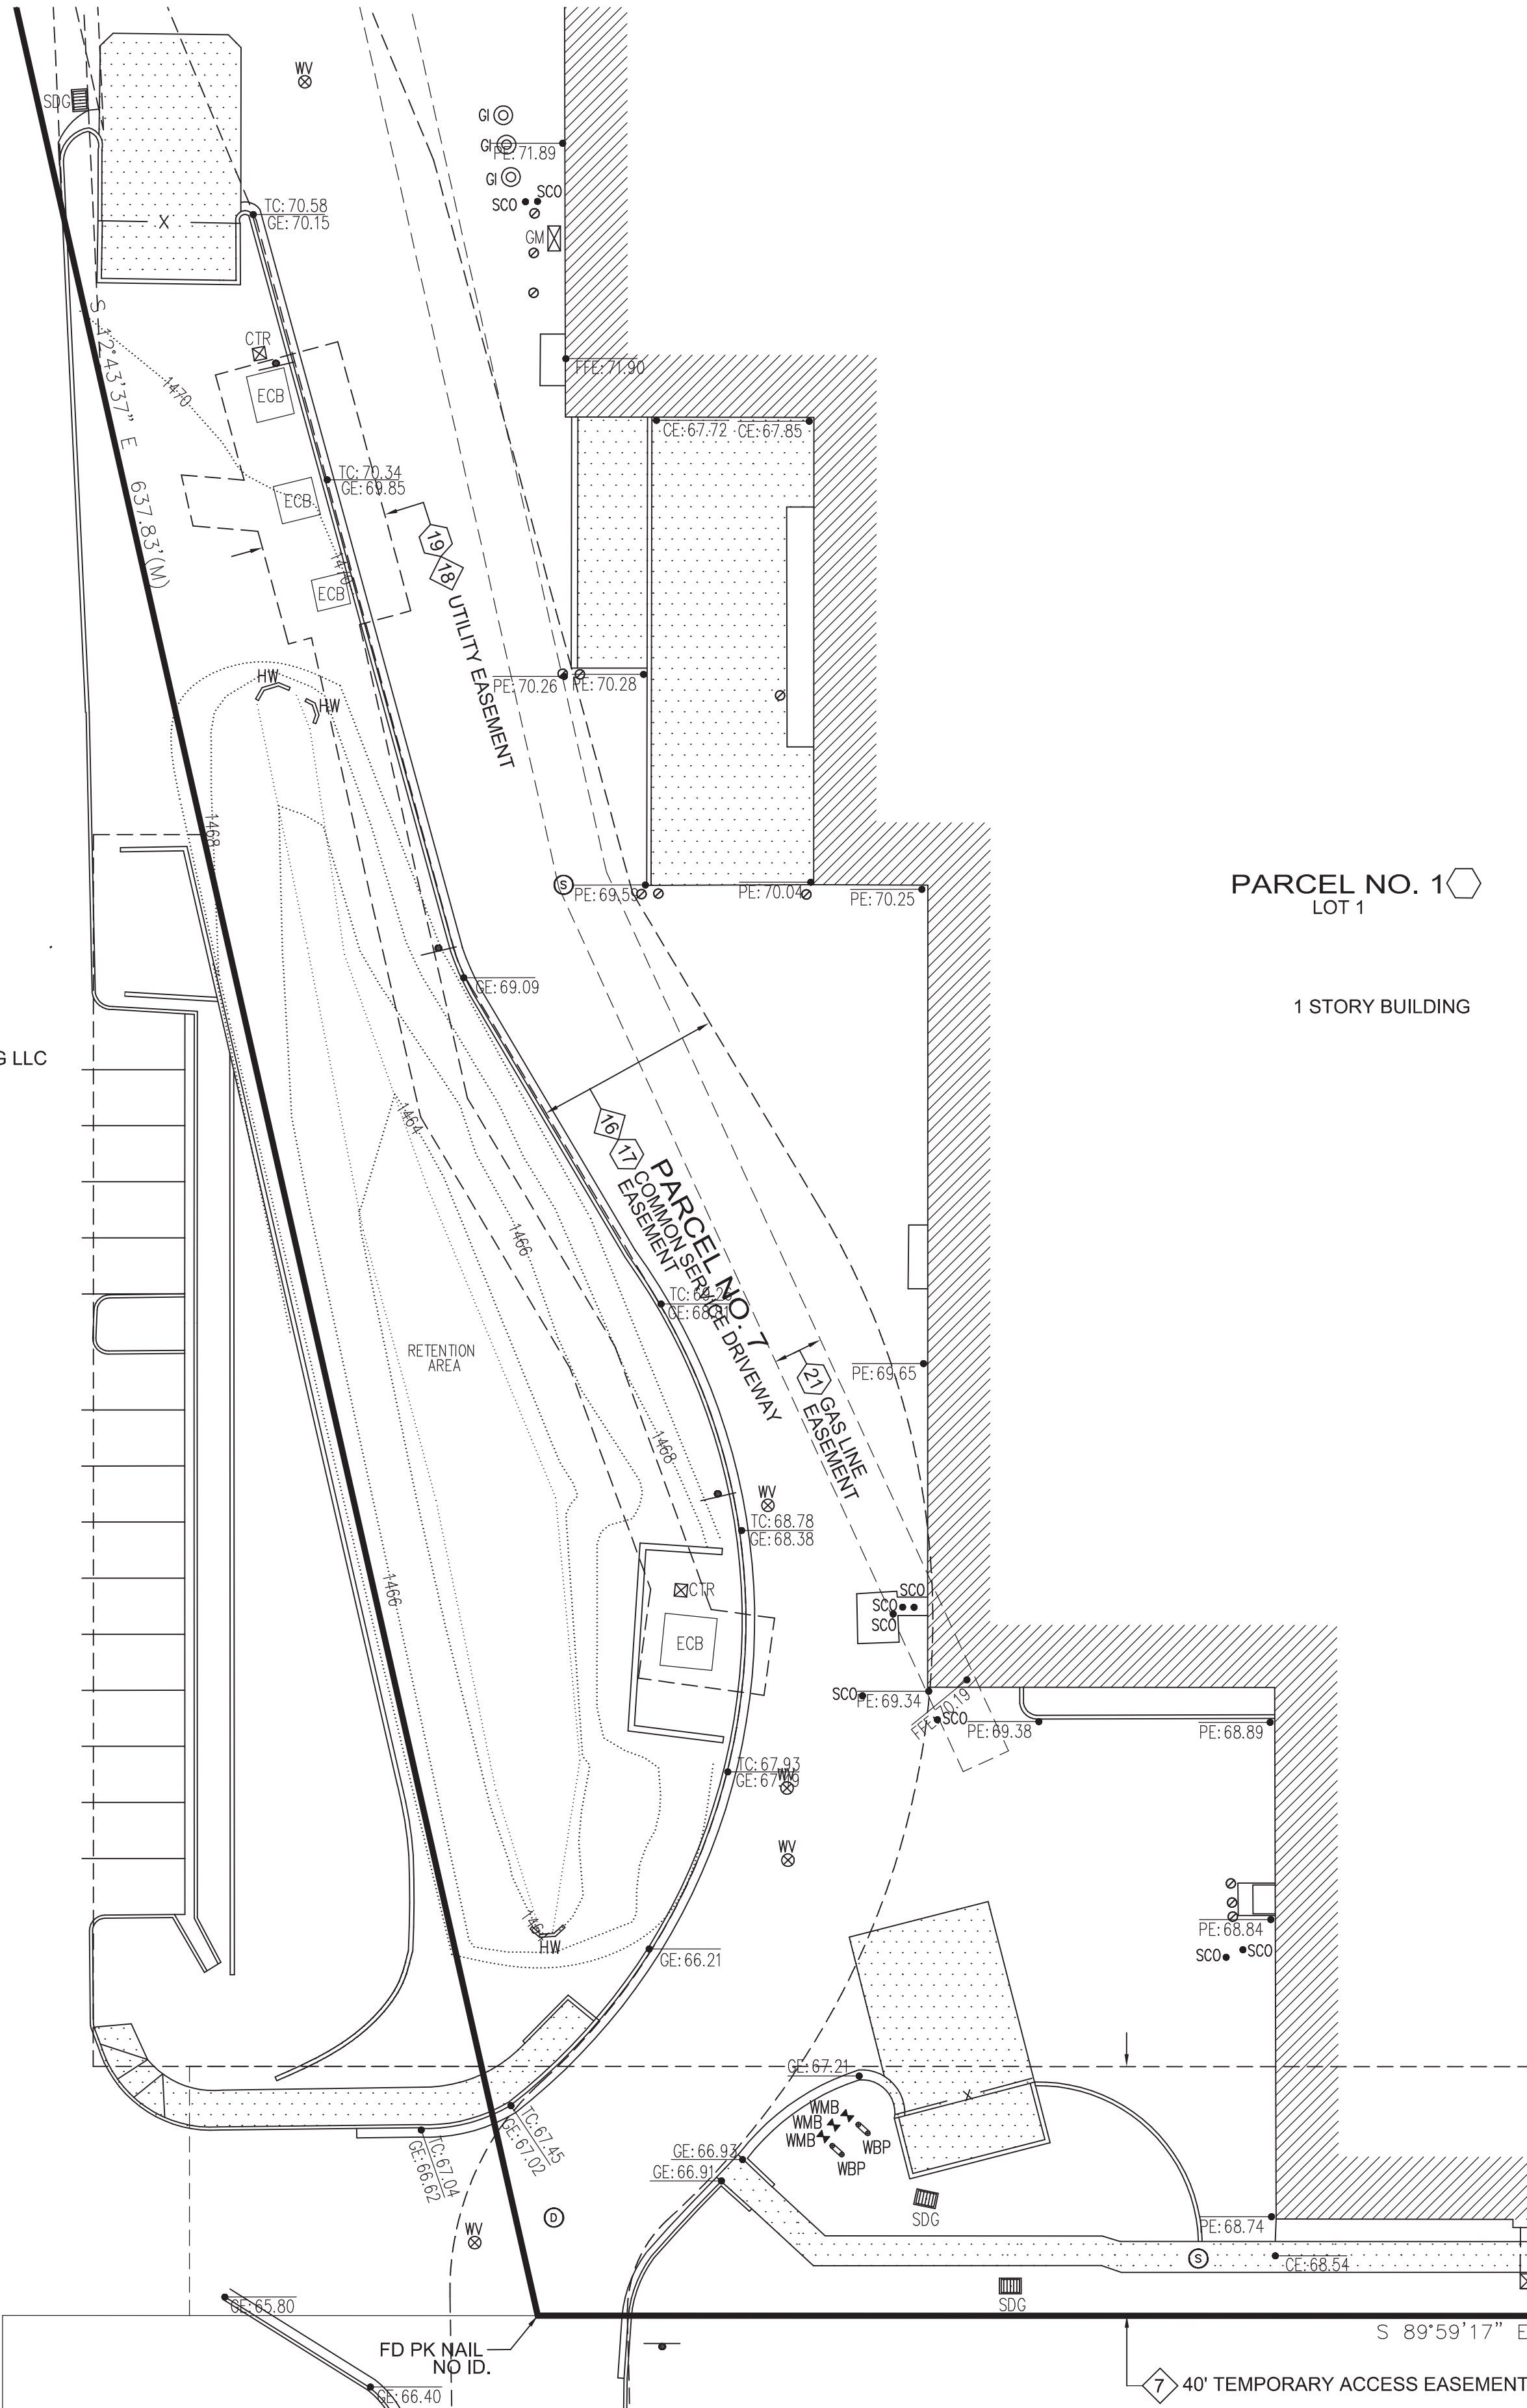 WV
SDG
GI
GI
PE: 71.89
GI
SCO
SCO
TC: 70.58
GE: 70.15
X
GM
S 12°43'37" E 637.83'(M)
CTR
1470
ECB
FFE: 71.90
CE: 67.72
CE: 67.85
TC: 70.34
GE: 69.85
ECB
19
18
UTILITY EASEMENT
1470
ECB
HW
HW
PE: 70.26
PE: 70.28
1468
S
PE: 69.59
PE: 70.04
PE: 70.25
PARCEL NO. 1
LOT 1
GE: 69.09
1 STORY BUILDING
G LLC
1464
16
17
PARCEL NO. 7
COMMON SERVICE DRIVEWAY
EASEMENT
1466
GE: 68.81
RETENTION
AREA
PE: 69.65
21
GAS LINE
EASEMENT
1468
WV
TC: 68.78
GE: 68.38
1466
CTR
SCO
SCO
SCO
ECB
SCO
PE: 69.34
FFE: 70.19
SCO
PE: 69.38
PE: 68.89
TC: 67.93
WV
WV
PE: 68.84
SCO
SCO
HW
GE: 66.21
GE: 67.21
X
WMB
WMB
WMB
WBP
WBP
TC: 67.45
GE: 67.02
TC: 67.04
GE: 66.62
GE: 66.93
GE: 66.91
SDG
D
WV
PE: 68.74
S
CE: 68.54
SDG
GE: 65.80
S 89°59'17" E
FD PK NAIL
NO ID.
GE: 66.40
7
40' TEMPORARY ACCESS EASEMENT